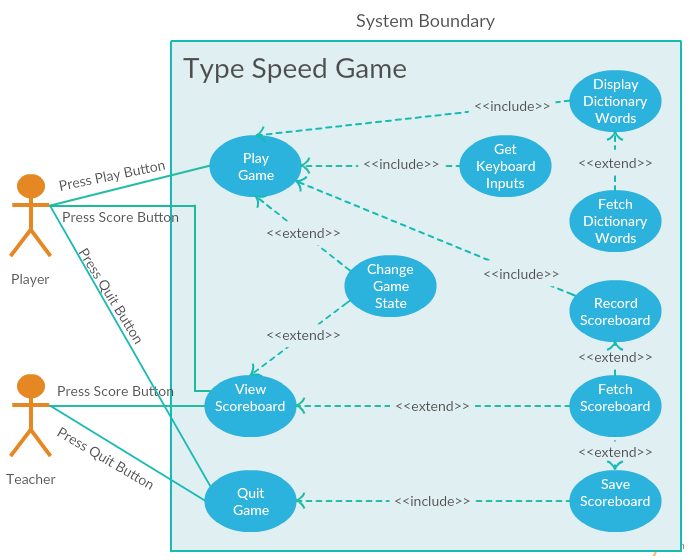 System Boundary
Type Speed Game
Display
Dictionary
Words
<<include>>
Play
Game
<<include>>
Get
Keyboard
Inputs
<<extend>>
Press Play Button
Fetch
Dictionary
Words
Press Score Button
<<extend>>
Player
Press Quit Button
Change
Game
State
<<include>>
Record
Scoreboard
<<extend>>
<<extend>>
Press Score Button
View
Scoreboard
<<extend>>
Fetch
Scoreboard
Teacher
Press Quit Button
<<extend>>
Quit
Game
<<include>>
Save
Scoreboard